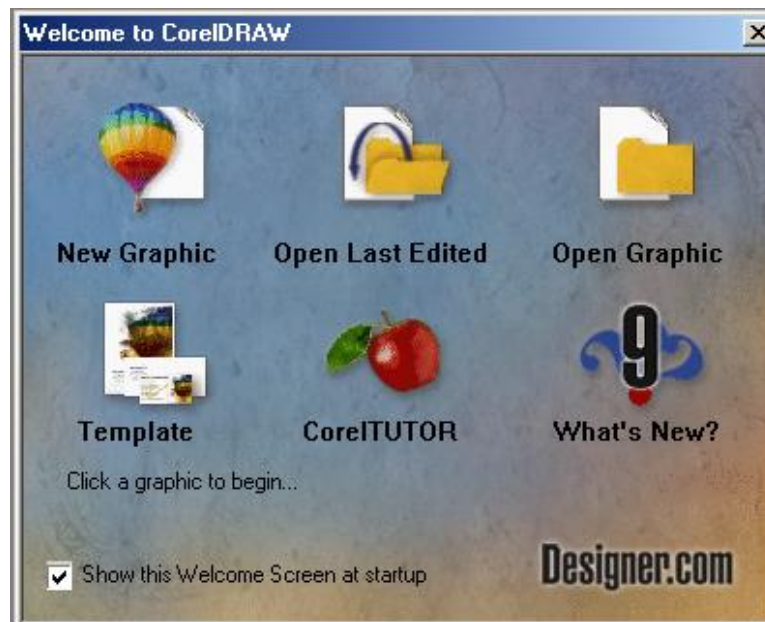 Welcome to CorelDRAW
New Graphic
Open Last Edited
Open Graphic
9
Template
CorelTUTOR
What's New?
Click a graphic to begin...
Show this Welcome Screen at startup
Designer.com